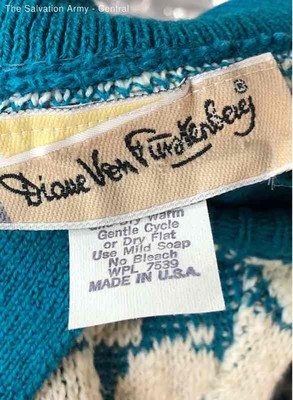 The Salvation Army - Central
Diane Von Fürstenberg ®
Gentle Cycle
or Dry Flat
Use Mild Soap
No Bleach
WPL 7539
MADE IN U.S.A.